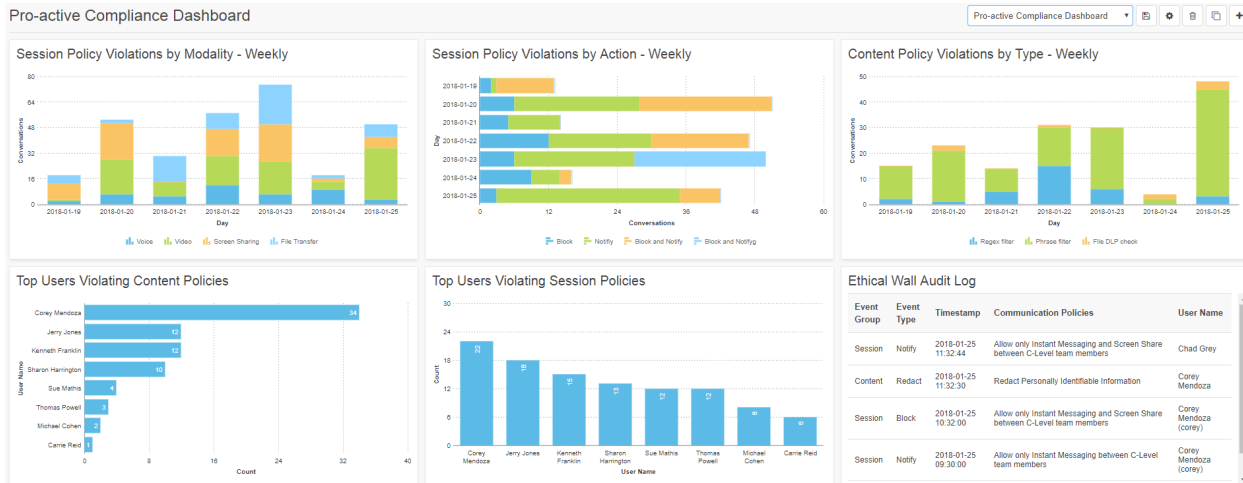 Pro-active Compliance Dashboard
Pro-active Compliance Dashboard
Session Policy Violations by Modality - Weekly
80
64
48
32
16
0
Conversations
2018-01-19 2018-01-20 2018-01-21 2018-01-22 2018-01-23 2018-01-24 2018-01-25
Day
Voice Video Screen Sharing File Transfer
Session Policy Violations by Action - Weekly
Day
2018-01-19
2018-01-20
2018-01-21
2018-01-22
2018-01-23
2018-01-24
2018-01-25
0 12 24 36 48 60
Conversations
Block Notifiy Block and Notify Block and Notifyg
Content Policy Violations by Type - Weekly
50
40
30
20
10
0
Conversations
2018-01-19 2018-01-20 2018-01-21 2018-01-22 2018-01-23 2018-01-24 2018-01-25
Day
Regex filter Phrase filter File DLP check
Top Users Violating Content Policies
User Name
Corey Mendoza 34
Jerry Jones 12
Kenneth Franklin 12
Sharon Harrington 10
Sue Mathis 4
Thomas Powell 3
Michael Cohen 2
Carrie Reid 1
0 8 16 24 32 40
Count
Top Users Violating Session Policies
30
24
18
12
6
0
Count
22 18 15 13 12 12 8 6
Corey Jerry Jones Kenneth Sharon Sue Mathis Thomas Michael Carrie Reid
Mendoza Franklin Harrington Powell Cohen
User Name
Ethical Wall Audit Log
Event Event
Group Type Timestamp Communication Policies User Name
Session Notify 2018-01-25 Allow only Instant Messaging and Screen Share Chad Grey
11:32:44 between C-Level team members
Content Redact 2018-01-25 Redact Personally Identifiable Information Corey
11:32:30 Mendoza
Session Block 2018-01-25 Allow only Instant Messaging and Screen Share Corey
10:32:00 between C-Level team members Mendoza
(corey)
Session Notify 2018-01-25 Allow only Instant Messaging between C-Level Corey
09:30:00 team members Mendoza
(corey)